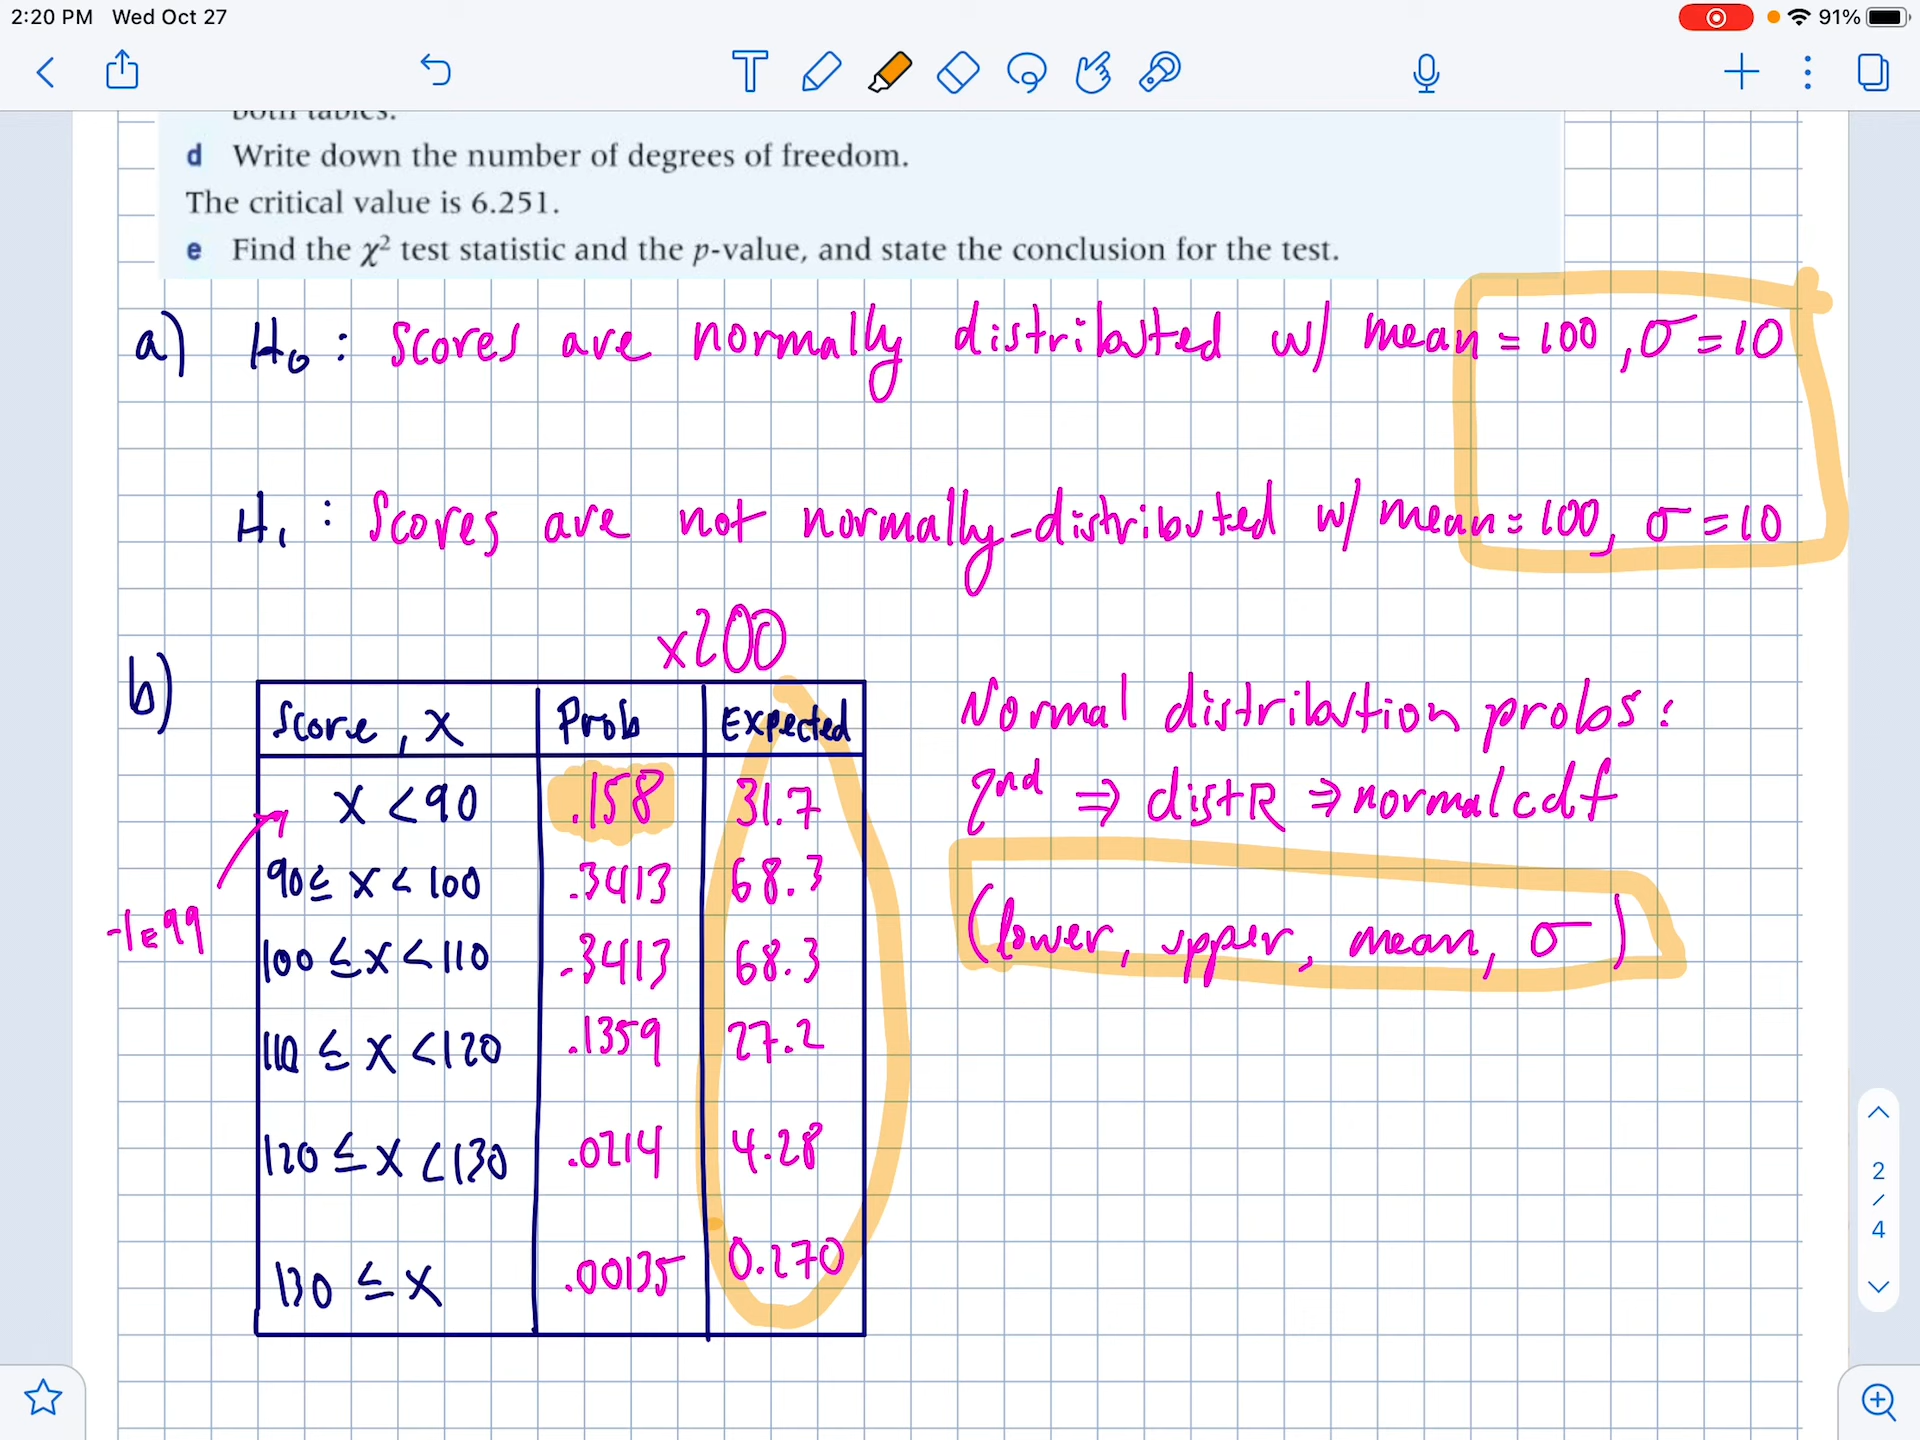 2:20 PM Wed Oct 27
91%
both tables.
d Write down the number of degrees of freedom.
The critical value is 6.251.
e Find the χ² test statistic and the p-value, and state the conclusion for the test.
a) H₀ : Scores are normally distributed w/ mean = 100, σ = 10
H₁ : Scores are not normally-distributed w/ mean = 100, σ = 10
x200
b)
Score, x Prob Expected
x < 90 .158 31.7
-1E99
90 ≤ x < 100 .3413 68.3
100 ≤ x < 110 .3413 68.3
110 ≤ x < 120 .1359 27.2
120 ≤ x < 130 .0214 4.28
130 ≤ x .00135 0.270
Normal distribution probs:
2nd ⇒ distR ⇒ normalcdf
(lower, upper, mean, σ)
2
/
4